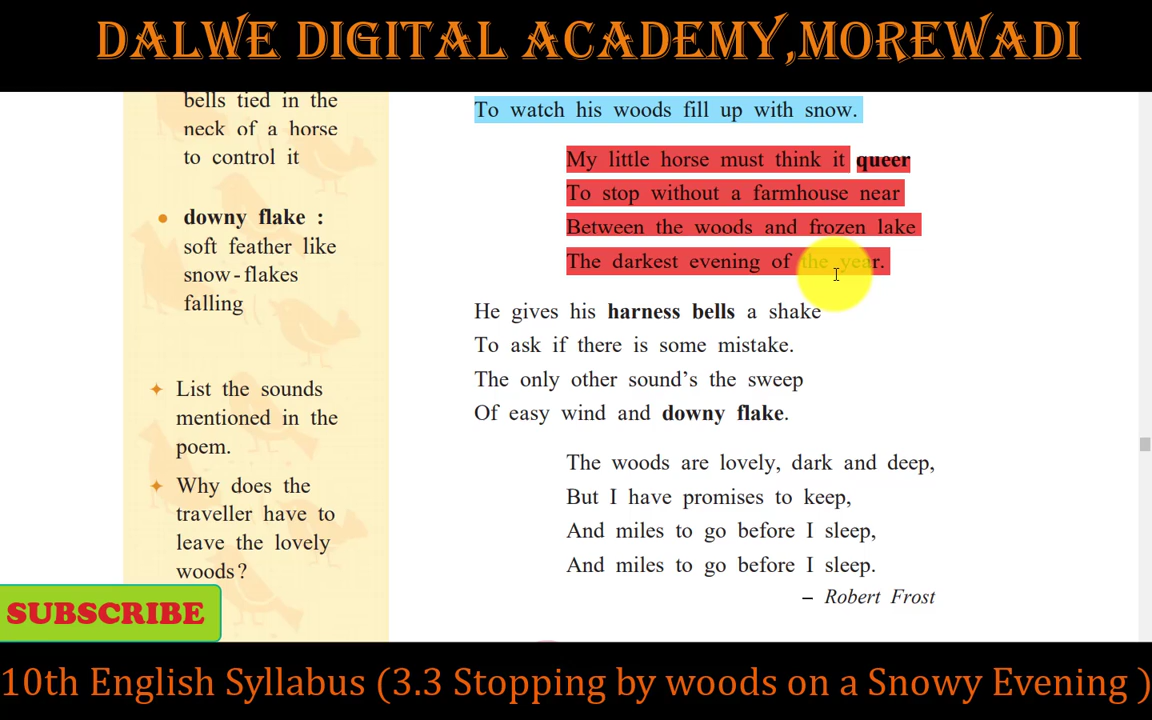 DALWE DIGITAL ACADEMY,MOREWADI
bells tied in the
neck of a horse
to control it
downy flake :
soft feather like
snow-flakes
falling
List the sounds
mentioned in the
poem.
Why does the
traveller have to
leave the lovely
woods?
To watch his woods fill up with snow.
My little horse must think it queer
To stop without a farmhouse near
Between the woods and frozen lake
The darkest evening of the year.
He gives his harness bells a shake
To ask if there is some mistake.
The only other sound's the sweep
Of easy wind and downy flake.
The woods are lovely, dark and deep,
But I have promises to keep,
And miles to go before I sleep,
And miles to go before I sleep.
– Robert Frost
SUBSCRIBE
10th English Syllabus (3.3 Stopping by woods on a Snowy Evening )